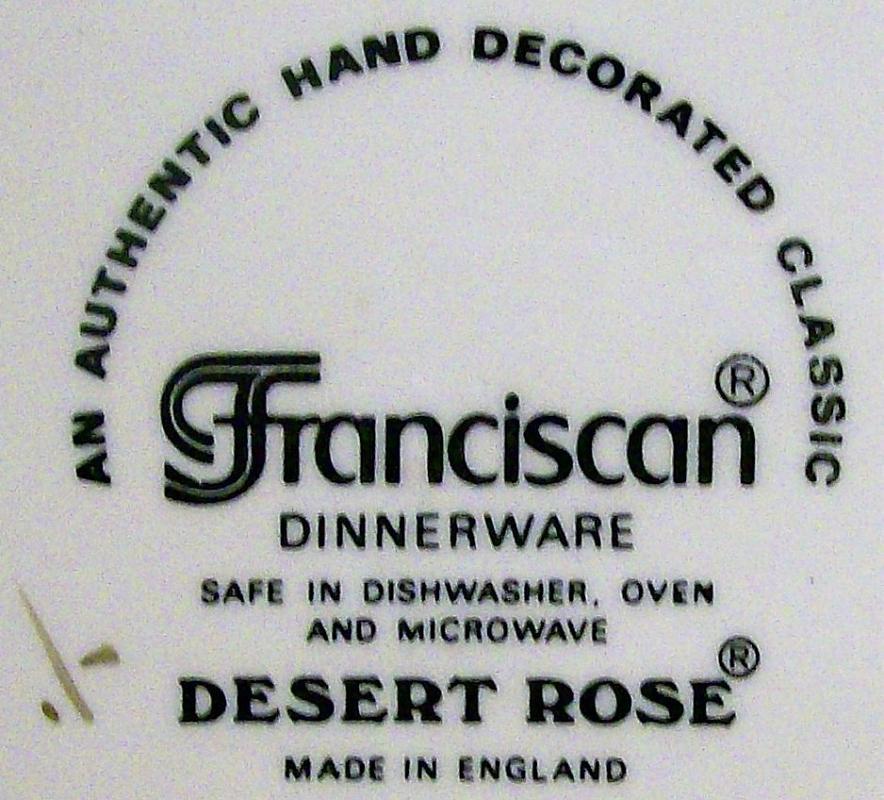 AN AUTHENTIC HAND DECORATED CLASSIC
Franciscan®
DINNERWARE
SAFE IN DISHWASHER, OVEN
AND MICROWAVE
DESERT ROSE®
MADE IN ENGLAND